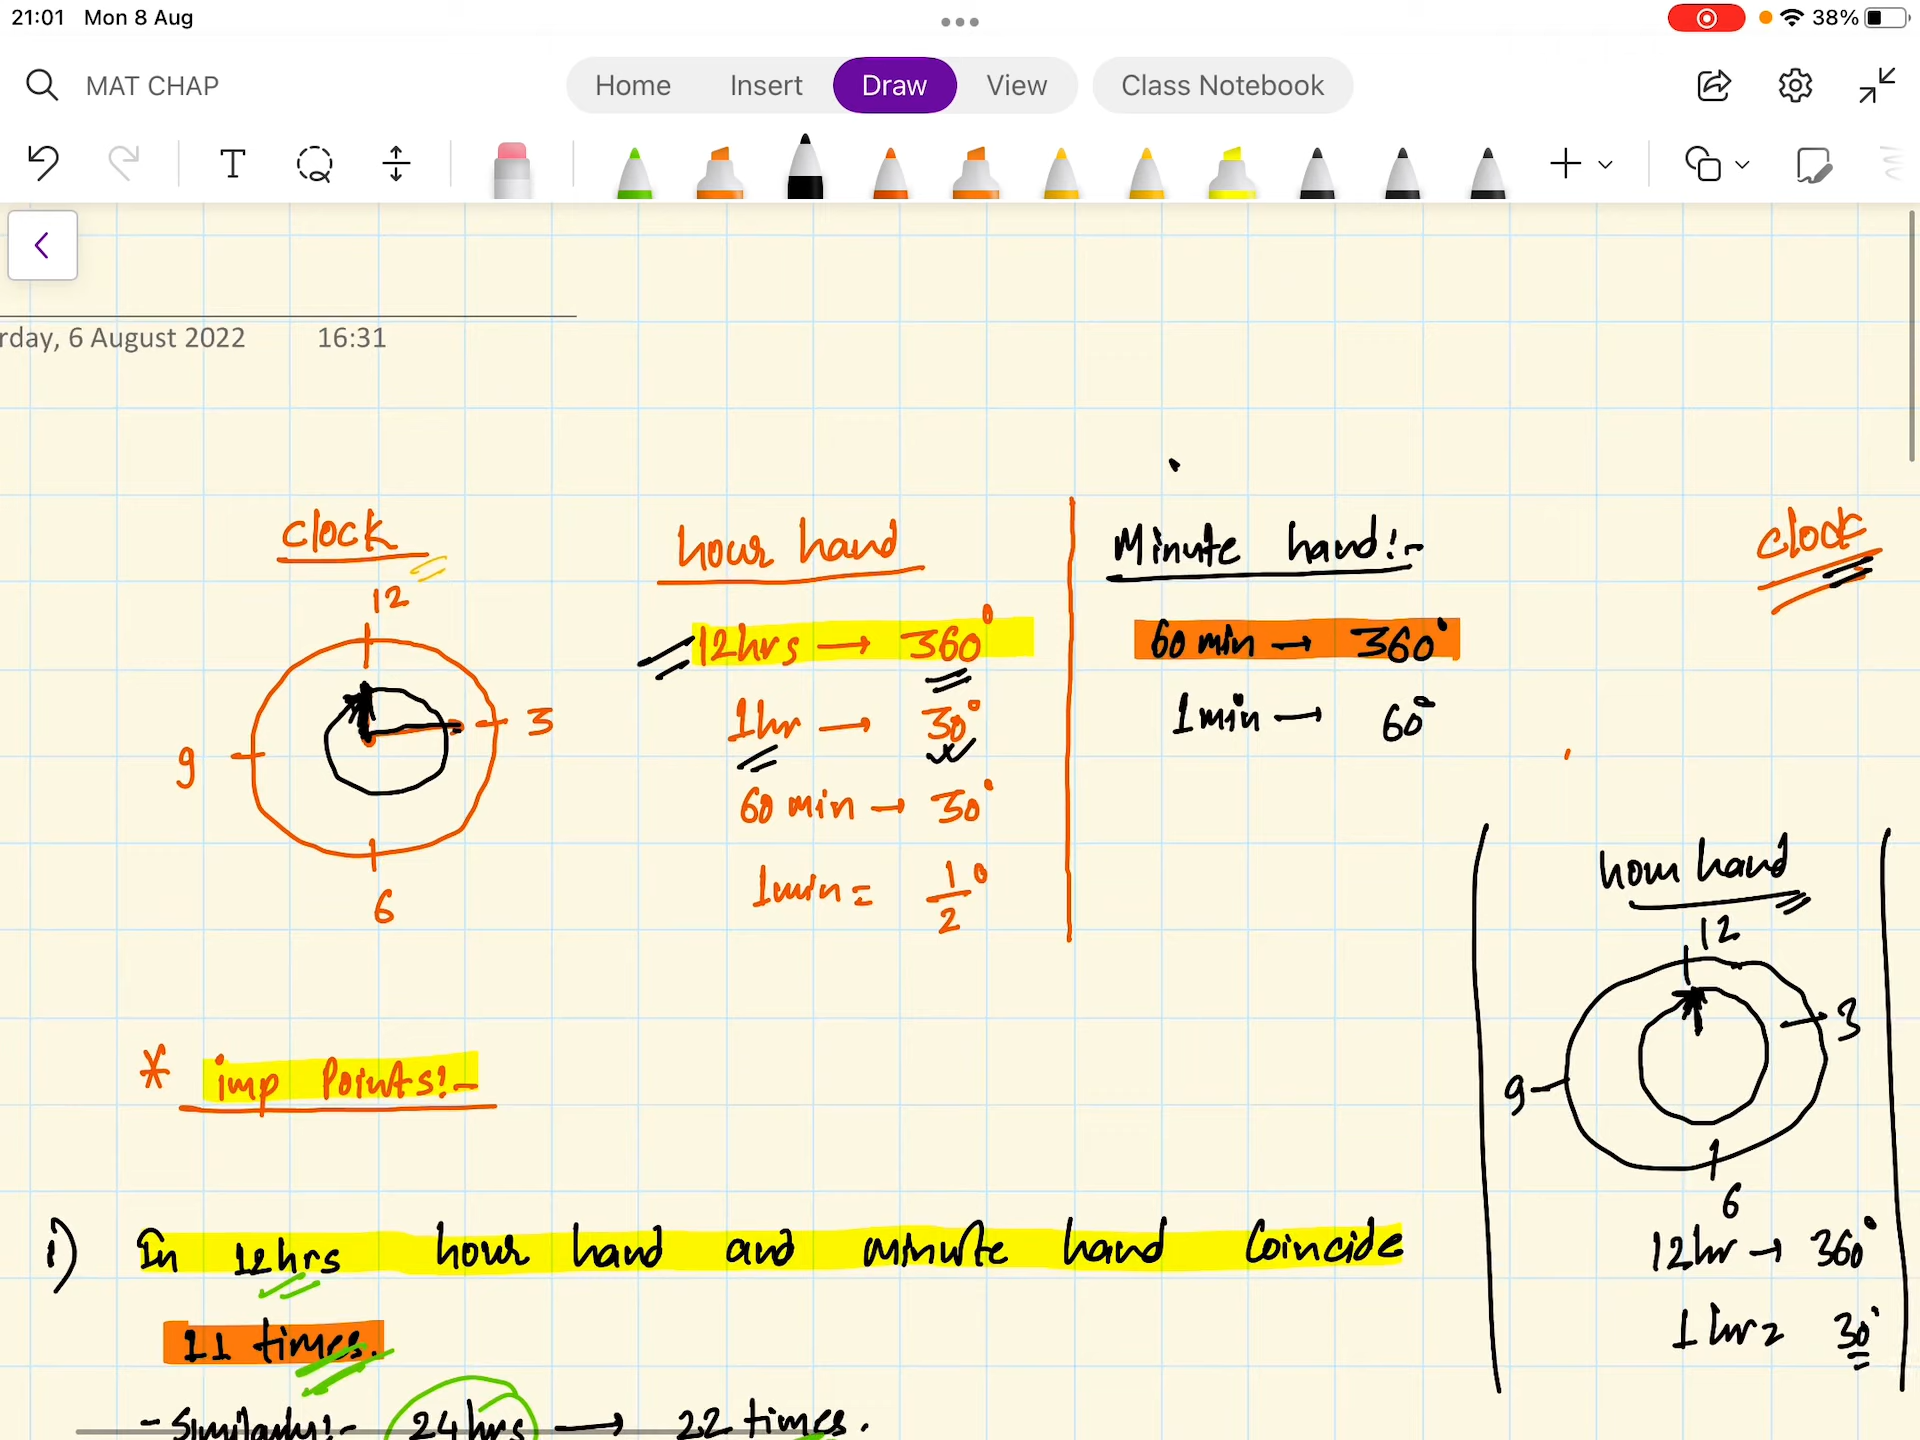 21:01 Mon 8 Aug
38%
MAT CHAP
Home Insert Draw View Class Notebook
rday, 6 August 2022 16:31
clock
12
3
9
6
hour hand
12hrs → 360°
1hr → 30°
60 min → 30°
1min = 1/2°
Minute hand:-
60 min → 360°
1min → 60°
clock
hour hand
12
3
9
6
12hr → 360°
1hr = 30°
* imp Points:-
i) In 12hrs hour hand and minute hand Coincide
11 times.
- Similarly:- 24hrs → 22 times.